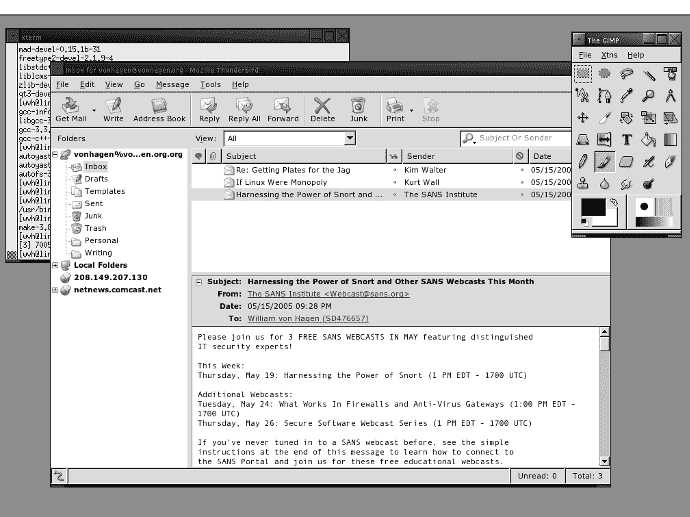 xterm
mad-devel-0.15.1b-31
freetype2-devel-2.1.9-4
The GIMP
File Xtns Help
Inbox for vonhagen@vonhagen.org - Mozilla Thunderbird
File Edit View Go Message Tools Help
Get Mail Write Address Book Reply Reply All Forward Delete Junk Print Stop
Folders
View: All
Subject Or Sender
vonhagen%vo...en.org.org
Inbox
Drafts
Templates
Sent
Junk
Trash
Personal
Writing
Local Folders
208.149.207.130
netnews.comcast.net
Subject Sender Date
Re: Getting Plates for the Jag Kim Walter 05/15/200
If Linux Were Monopoly Kurt Wall 05/15/200
Harnessing the Power of Snort and ... The SANS Institute 05/15/200
Subject: Harnessing the Power of Snort and Other SANS Webcasts This Month
From: The SANS Institute <Webcast@sans.org>
Date: 05/15/2005 09:28 PM
To: William von Hagen (SD476657)
Please join us for 3 FREE SANS WEBCASTS IN MAY featuring distinguished
IT security experts!
This Week:
Thursday, May 19: Harnessing the Power of Snort (1 PM EDT - 1700 UTC)
Additional Webcasts:
Tuesday, May 24: What Works In Firewalls and Anti-Virus Gateways (1:00 PM EDT -
1700 UTC)
Thursday, May 26: Secure Software Webcast Series (1 PM EDT - 1700 UTC)
If you've never tuned in to a SANS webcast before, see the simple
instructions at the end of this message to learn how to connect to
the SANS Portal and join us for these free educational webcasts.
Unread: 0 Total: 3